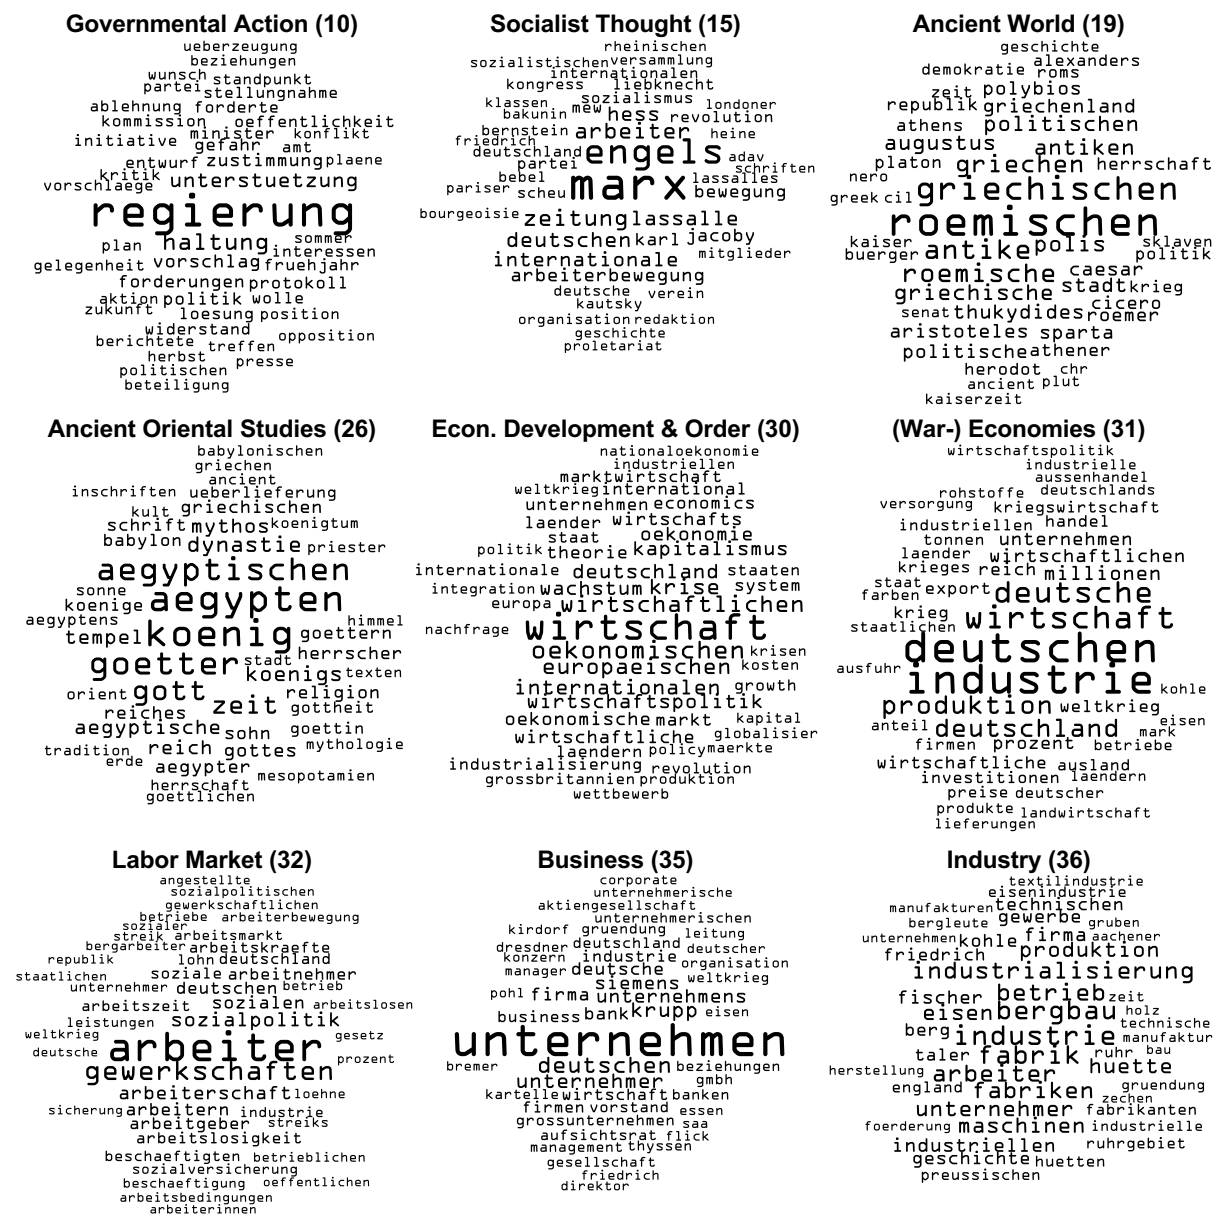 Governmental Action (10)
ueberzeugung
beziehungen
wunsch standpunkt
partei stellungnahme
ablehnung forderte
kommission oeffentlichkeit
initiative minister konflikt
gefahr amt
entwurf zustimmung plaene
kritik
vorschlaege unterstuetzung
regierung
plan haltung sommer
interessen
gelegenheit vorschlag fruehjahr
forderungen protokoll
aktion politik wolle
zukunft loesung position
widerstand
berichtete treffen opposition
herbst presse
politischen
beteiligung
Socialist Thought (15)
rheinischen
sozialistischen versammlung
internationalen
kongress liebknecht
klassen sozialismus londoner
bakunin mew hess revolution
bernstein arbeiter heine
friedrich
deutschland engels adav
partei schriften
bebel marx lassalles
pariser scheu bewegung
bourgeoisie zeitung lassalle
deutschen karl jacoby
internationale mitglieder
arbeiterbewegung
deutsche verein
kautsky
organisation redaktion
geschichte
proletariat
Ancient World (19)
geschichte
alexanders
demokratie roms
zeit polybios
republik griechenland
athens politischen
augustus antiken
platon griechen herrschaft
nero
greek cil griechischen
roemischen
kaiser antike polis sklaven
buerger politik
roemische caesar
griechische stadt krieg
cicero
senat thukydides roemer
aristoteles sparta
politische athener
herodot chr
ancient plut
kaiserzeit
Ancient Oriental Studies (26)
babylonischen
griechen
ancient
inschriften ueberlieferung
kult griechischen
schrift mythos koenigtum
babylon dynastie priester
aegyptischen
sonne
koenige aegypten
aegyptens himmel
tempel koenig goettern
herrscher
goetter stadt koenigs texten
orient gott religion
reiches zeit gottheit
aegyptische sohn goettin
tradition reich gottes mythologie
erde aegypter
mesopotamien
herrschaft
goettlichen
Econ. Development & Order (30)
nationaloekonomie
industriellen
marktwirtschaft
weltkrieg international
unternehmen economics
laender wirtschafts
staat oekonomie
politik theorie kapitalismus
internationale deutschland staaten
integration wachstum krise system
europa wirtschaftlichen
nachfrage wirtschaft
oekonomischen krisen
europaeischen kosten
internationalen growth
wirtschaftspolitik
oekonomische markt kapital
wirtschaftliche globalisier
laendern policy maerkte
industrialisierung revolution
grossbritannien produktion
wettbewerb
(War-) Economies (31)
wirtschaftspolitik
industrielle
aussenhandel
rohstoffe deutschlands
versorgung kriegswirtschaft
industriellen handel
tonnen unternehmen
laender wirtschaftlichen
krieges reich millionen
staat
farben export deutsche
krieg wirtschaft
staatlichen
deutschen
ausfuhr industrie kohle
produktion weltkrieg
anteil deutschland eisen
mark
firmen prozent betriebe
wirtschaftliche ausland
investitionen laendern
preise deutscher
produkte landwirtschaft
lieferungen
Labor Market (32)
angestellte
sozialpolitischen
gewerkschaftlichen
betriebe arbeiterbewegung
sozialer
streik arbeitsmarkt
bergarbeiter arbeitskraefte
republik lohn deutschland
staatlichen soziale arbeitnehmer
unternehmer deutschen betrieb
arbeitszeit sozialen arbeitslosen
leistungen sozialpolitik
weltkrieg gesetz
deutsche arbeiter prozent
gewerkschaften
arbeiterschaft loehne
sicherung arbeitern industrie
arbeitgeber streiks
arbeitslosigkeit
beschaeftigten betrieblichen
sozialversicherung
beschaeftigung oeffentlichen
arbeitsbedingungen
arbeiterinnen
Business (35)
corporate
unternehmerische
aktiengesellschaft
unternehmerischen
kirdorf gruendung leitung
dresdner deutschland deutscher
konzern industrie organisation
manager deutsche weltkrieg
siemens
pohl firma unternehmens
business bank krupp eisen
unternehmen
bremer deutschen beziehungen
unternehmer gmbh
kartelle wirtschaft banken
firmen vorstand essen
grossunternehmen saa
aufsichtsrat flick
management thyssen
gesellschaft
friedrich
direktor
Industry (36)
textilindustrie
eisenindustrie
manufakturen technischen
bergleute gewerbe gruben
unternehmen kohle firma aachener
friedrich produktion
industrialisierung
fischer betrieb zeit
eisen bergbau holz
berg industrie technische
manufaktur
taler fabrik ruhr bau
herstellung arbeiter huette
england fabriken gruendung
zechen
unternehmer fabrikanten
foerderung maschinen industrielle
industriellen ruhrgebiet
geschichte huetten
preussischen